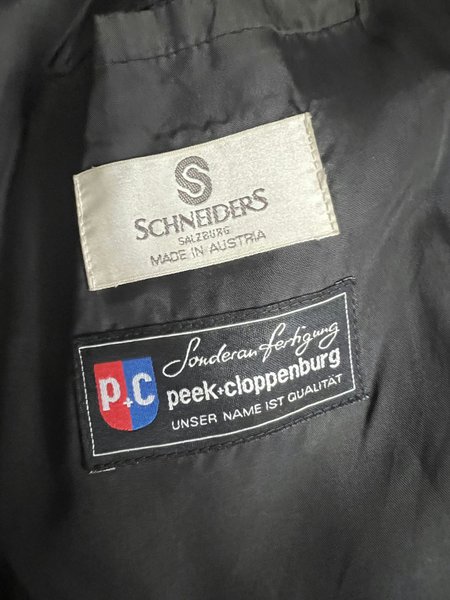 S
SCHNEIDERS
SALZBURG
MADE IN AUSTRIA
Sonderanfertigung
P+C
peek+cloppenburg
UNSER NAME IST QUALITÄT